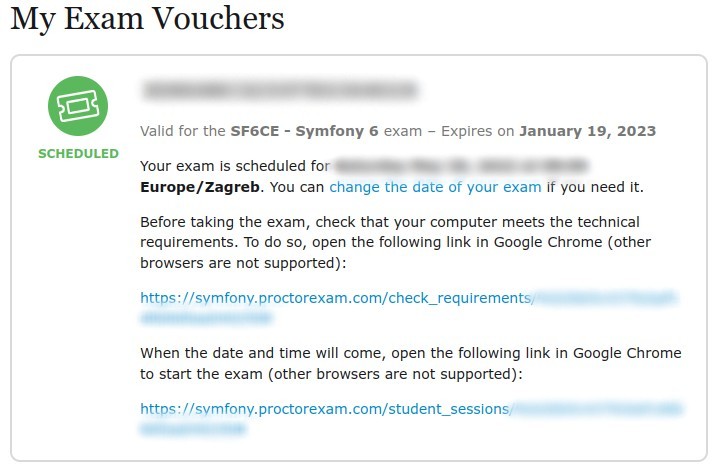 My Exam Vouchers
SCHEDULED
Valid for the SF6CE - Symfony 6 exam – Expires on January 19, 2023
Your exam is scheduled for
Europe/Zagreb. You can change the date of your exam if you need it.
Before taking the exam, check that your computer meets the technical
requirements. To do so, open the following link in Google Chrome (other
browsers are not supported):
https://symfony.proctorexam.com/check_requirements/
When the date and time will come, open the following link in Google Chrome
to start the exam (other browsers are not supported):
https://symfony.proctorexam.com/student_sessions/